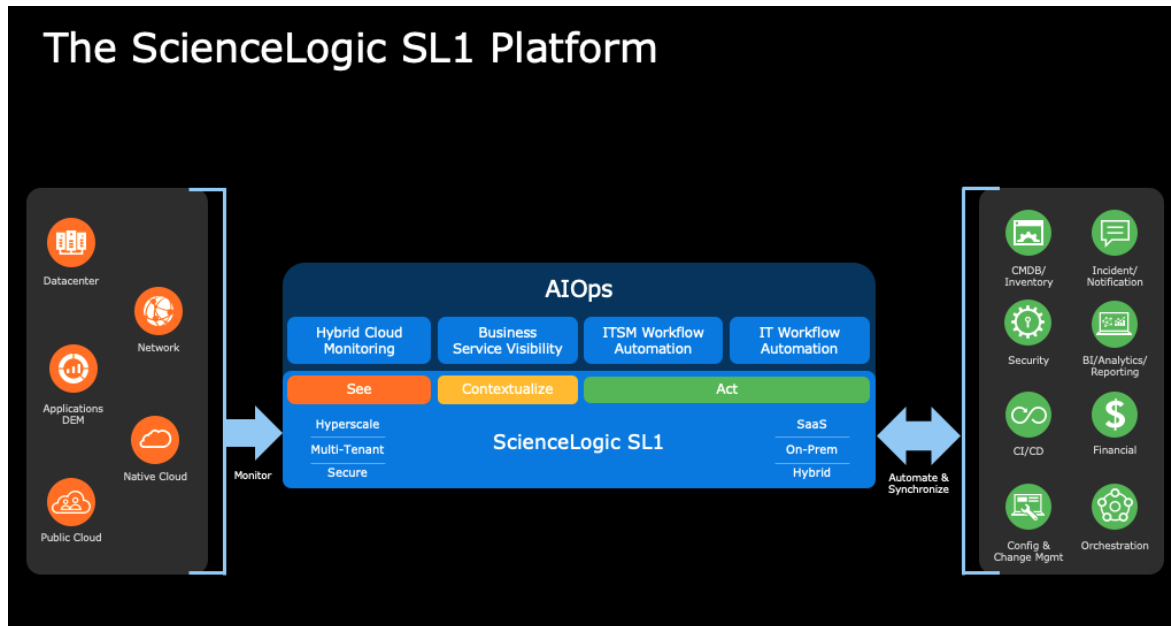 The ScienceLogic SL1 Platform
Datacenter
Network
Applications
DEM
Native Cloud
Public Cloud
Monitor
AIOps
Hybrid Cloud
Monitoring
Business
Service Visibility
ITSM Workflow
Automation
IT Workflow
Automation
See
Contextualize
Act
Hyperscale
Multi-Tenant
Secure
ScienceLogic SL1
SaaS
On-Prem
Hybrid
Automate &
Synchronize
CMDB/
Inventory
Incident/
Notification
Security
BI/Analytics/
Reporting
CI/CD
Financial
Config &
Change Mgmt
Orchestration